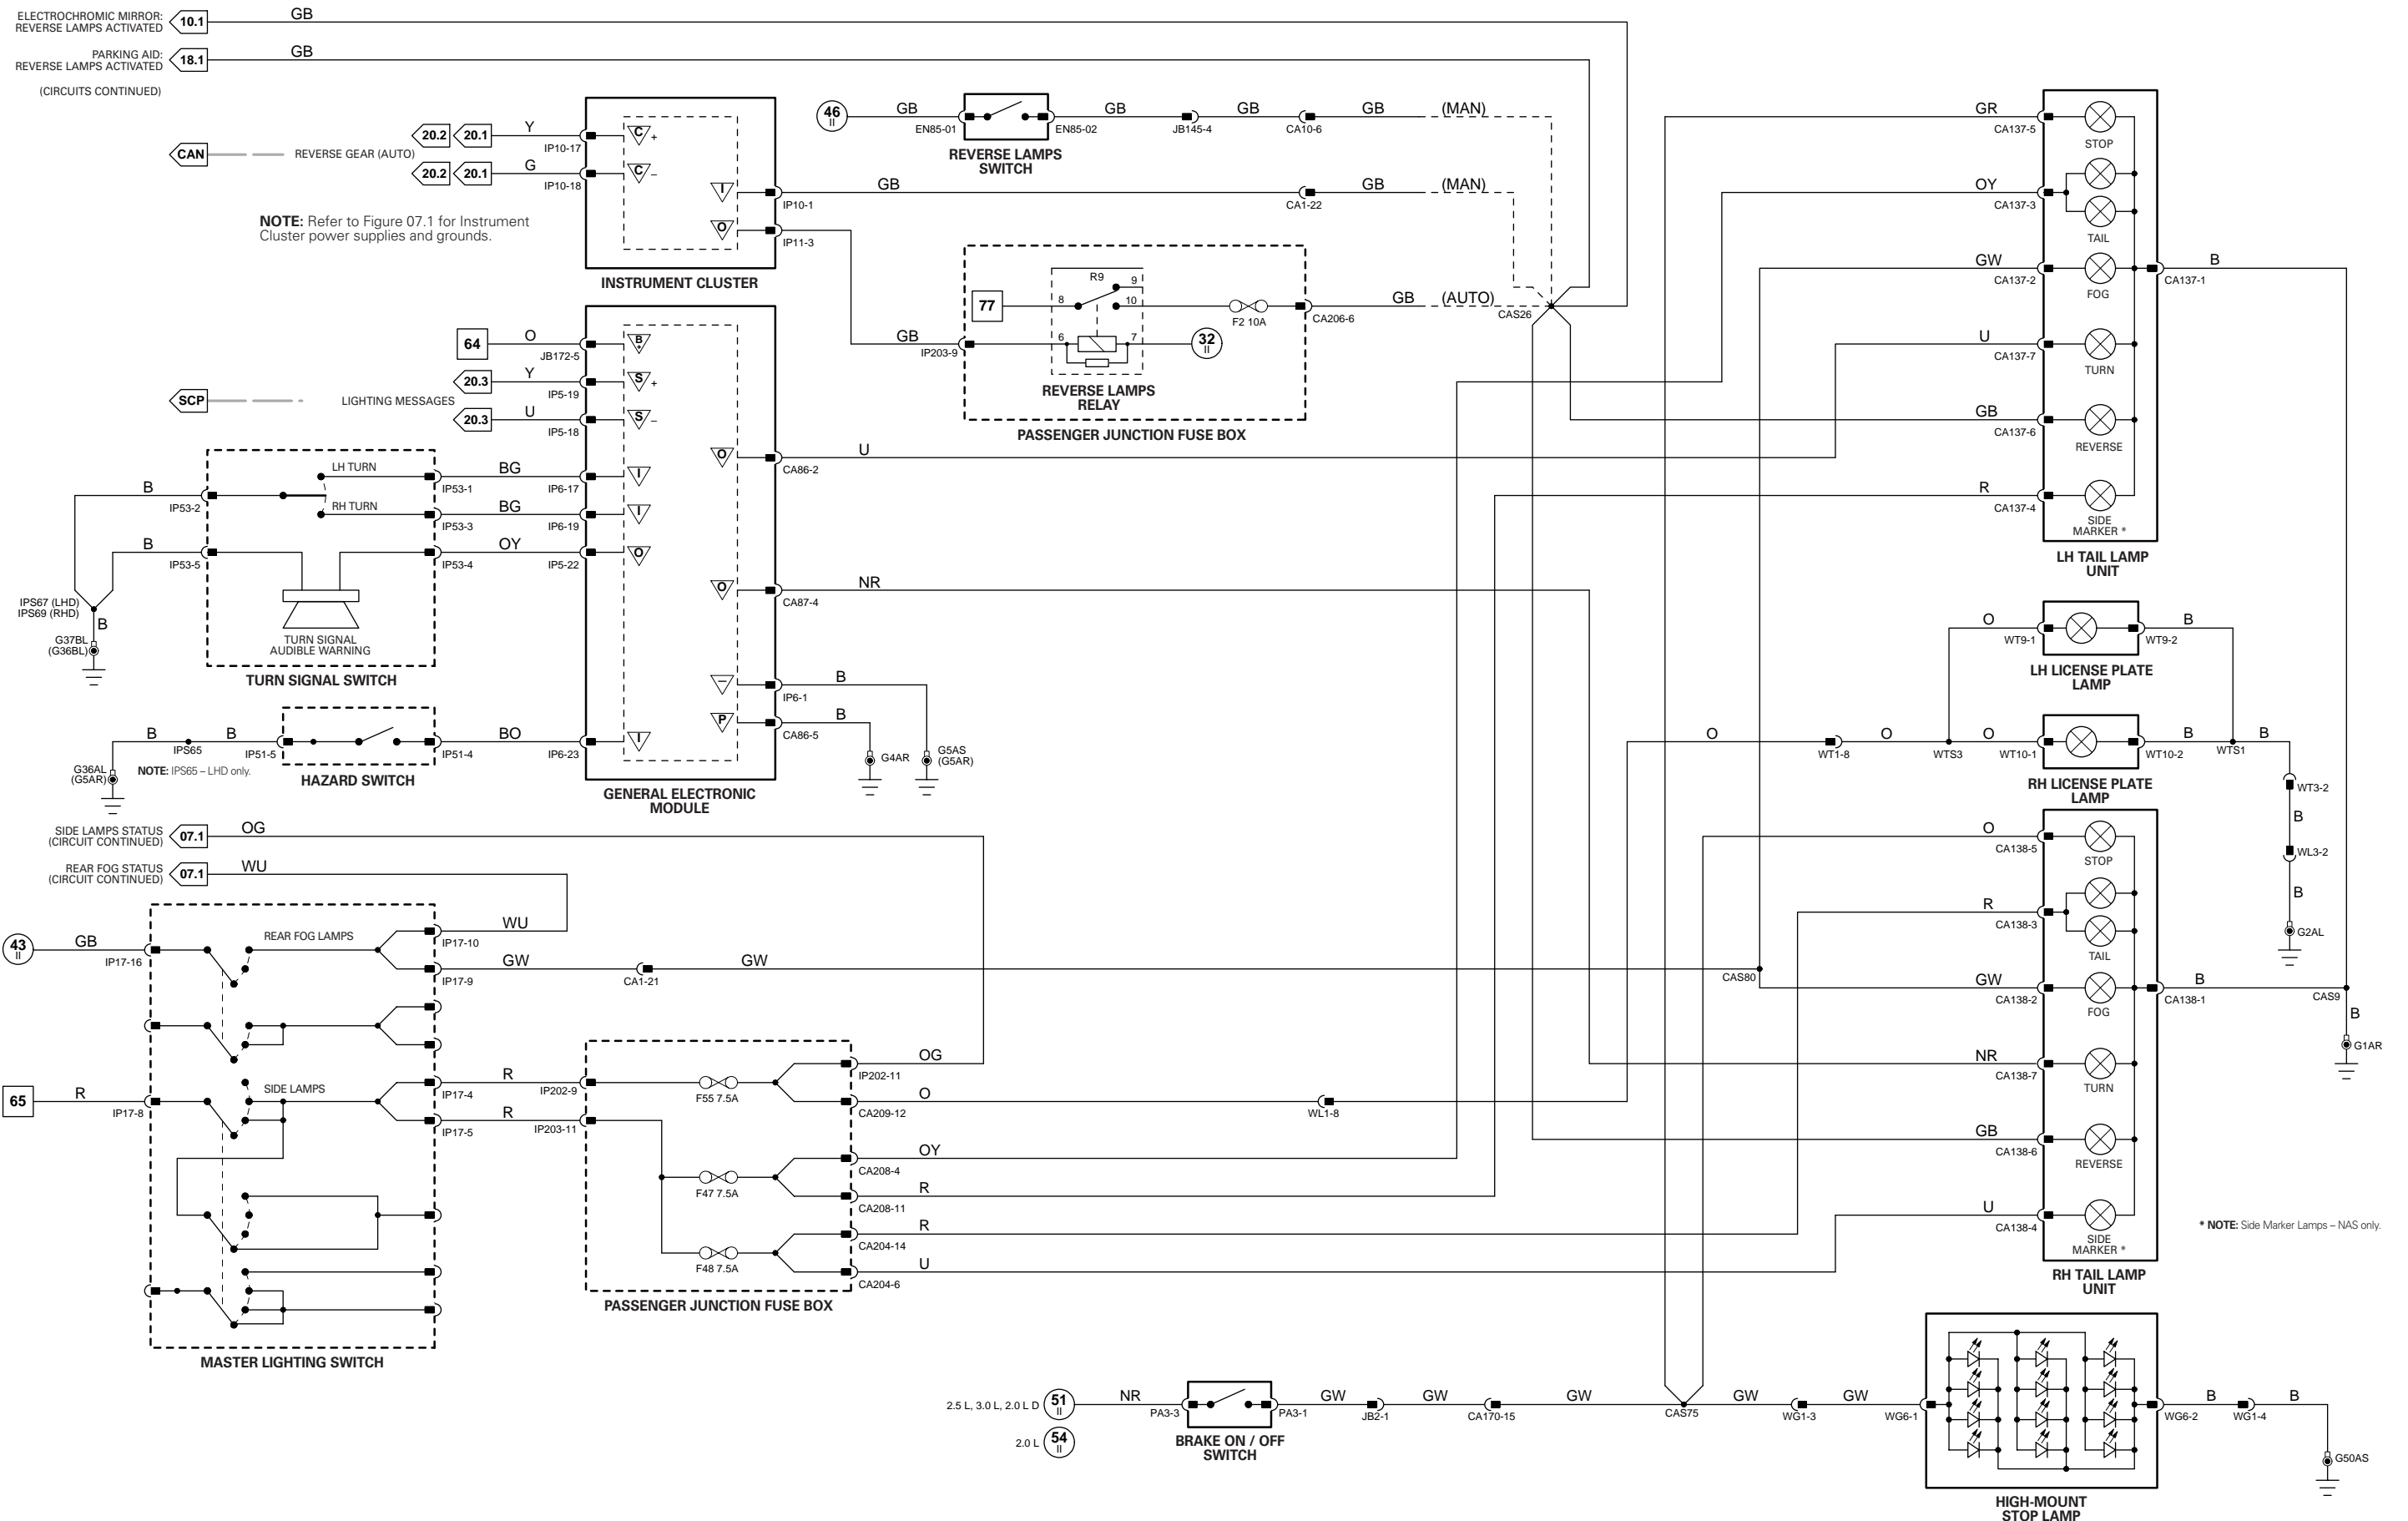 ELECTROCHROMIC MIRROR:
REVERSE LAMPS ACTIVATED
10.1
GB
PARKING AID:
REVERSE LAMPS ACTIVATED
18.1
GB
(CIRCUITS CONTINUED)
20.2
20.1
Y
IP10-17
C
+
CAN
REVERSE GEAR (AUTO)
20.2
20.1
G
IP10-18
C
–
I
IP10-1
GB
CA1-22
GB
(MAN)
O
IP11-3
NOTE: Refer to Figure 07.1 for Instrument
Cluster power supplies and grounds.
INSTRUMENT CLUSTER
46
II
GB
EN85-01
EN85-02
GB
JB145-4
GB
CA10-6
GB
(MAN)
REVERSE LAMPS
SWITCH
R9
9
77
8
10
F2 10A
CA206-6
GB
(AUTO)
CAS26
GB
IP203-9
6
7
32
II
REVERSE LAMPS
RELAY
PASSENGER JUNCTION FUSE BOX
64
O
JB172-5
B
+
20.3
Y
IP5-19
S
+
SCP
LIGHTING MESSAGES
20.3
U
IP5-18
S
–
O
CA86-2
U
LH TURN
IP53-1
BG
IP6-17
I
B
IP53-2
RH TURN
IP53-3
BG
IP6-19
I
B
IP53-5
IP53-4
OY
IP5-22
O
O
CA87-4
NR
IPS67 (LHD)
IPS69 (RHD)
B
G37BL
(G36BL)
TURN SIGNAL
AUDIBLE WARNING
TURN SIGNAL SWITCH
–
IP6-1
B
P
CA86-5
B
G4AR
G5AS
(G5AR)
B
IPS65
B
IP51-5
IP51-4
BO
IP6-23
I
G36AL
(G5AR)
NOTE: IPS65 – LHD only.
HAZARD SWITCH
GENERAL ELECTRONIC
MODULE
SIDE LAMPS STATUS
(CIRCUIT CONTINUED)
07.1
OG
REAR FOG STATUS
(CIRCUIT CONTINUED)
07.1
WU
43
II
GB
IP17-16
REAR FOG LAMPS
IP17-10
WU
IP17-9
GW
CA1-21
GW
CAS80
65
R
IP17-8
SIDE LAMPS
IP17-4
R
IP202-9
IP17-5
R
IP203-11
MASTER LIGHTING SWITCH
F55 7.5A
IP202-11
OG
CA209-12
O
WL1-8
F47 7.5A
CA208-4
OY
CA208-11
R
F48 7.5A
CA204-14
R
CA204-6
U
PASSENGER JUNCTION FUSE BOX
GR
CA137-5
STOP
OY
CA137-3
TAIL
GW
CA137-2
FOG
CA137-1
B
U
CA137-7
TURN
GB
CA137-6
REVERSE
R
CA137-4
SIDE
MARKER *
LH TAIL LAMP
UNIT
O
WT9-1
WT9-2
B
LH LICENSE PLATE
LAMP
O
WT1-8
O
WTS3
O
WT10-1
WT10-2
B
WTS1
B
RH LICENSE PLATE
LAMP
WT3-2
B
WL3-2
B
G2AL
O
CA138-5
STOP
R
CA138-3
TAIL
GW
CA138-2
FOG
CA138-1
B
CAS9
B
G1AR
NR
CA138-7
TURN
GB
CA138-6
REVERSE
U
CA138-4
SIDE
MARKER *
* NOTE: Side Marker Lamps – NAS only.
RH TAIL LAMP
UNIT
2.5 L, 3.0 L, 2.0 L D
51
II
NR
PA3-3
PA3-1
GW
JB2-1
GW
CA170-15
GW
CAS75
GW
WG1-3
GW
WG6-1
WG6-2
B
WG1-4
B
2.0 L
54
II
BRAKE ON / OFF
SWITCH
G50AS
HIGH-MOUNT
STOP LAMP